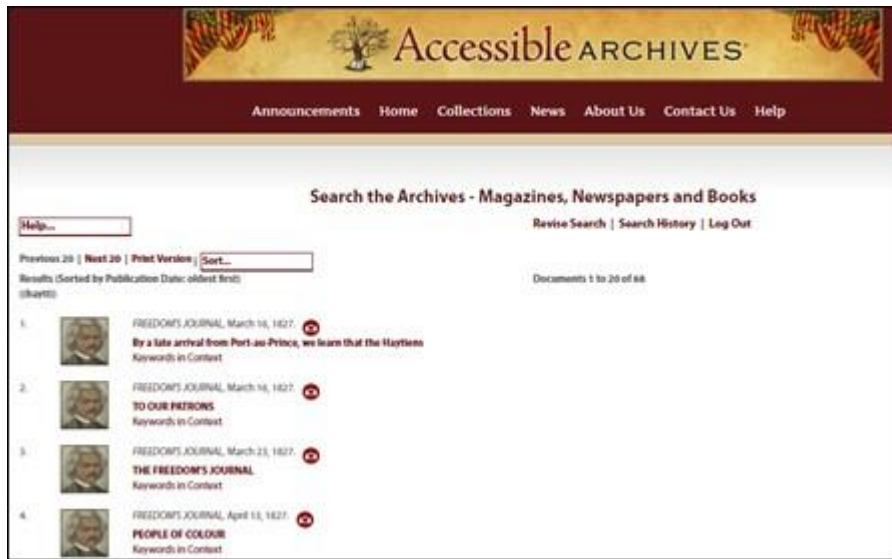 Accessible ARCHIVES
Announcements Home Collections News About Us Contact Us Help
Search the Archives - Magazines, Newspapers and Books
Help...
Revise Search | Search History | Log Out
Previous 20 | Next 20 | Print Version | Sort...
Results (Sorted by Publication Date: oldest first)
Documents 1 to 20 of 68
1.
FREEDOM'S JOURNAL, March 16, 1827.
By a late arrival from Port-au-Prince, we learn that the Haytiens
Keywords in Context
2.
FREEDOM'S JOURNAL, March 16, 1827.
TO OUR PATRONS
Keywords in Context
3.
FREEDOM'S JOURNAL, March 23, 1827.
THE FREEDOM'S JOURNAL
Keywords in Context
4.
FREEDOM'S JOURNAL, April 13, 1827.
PEOPLE OF COLOUR
Keywords in Context